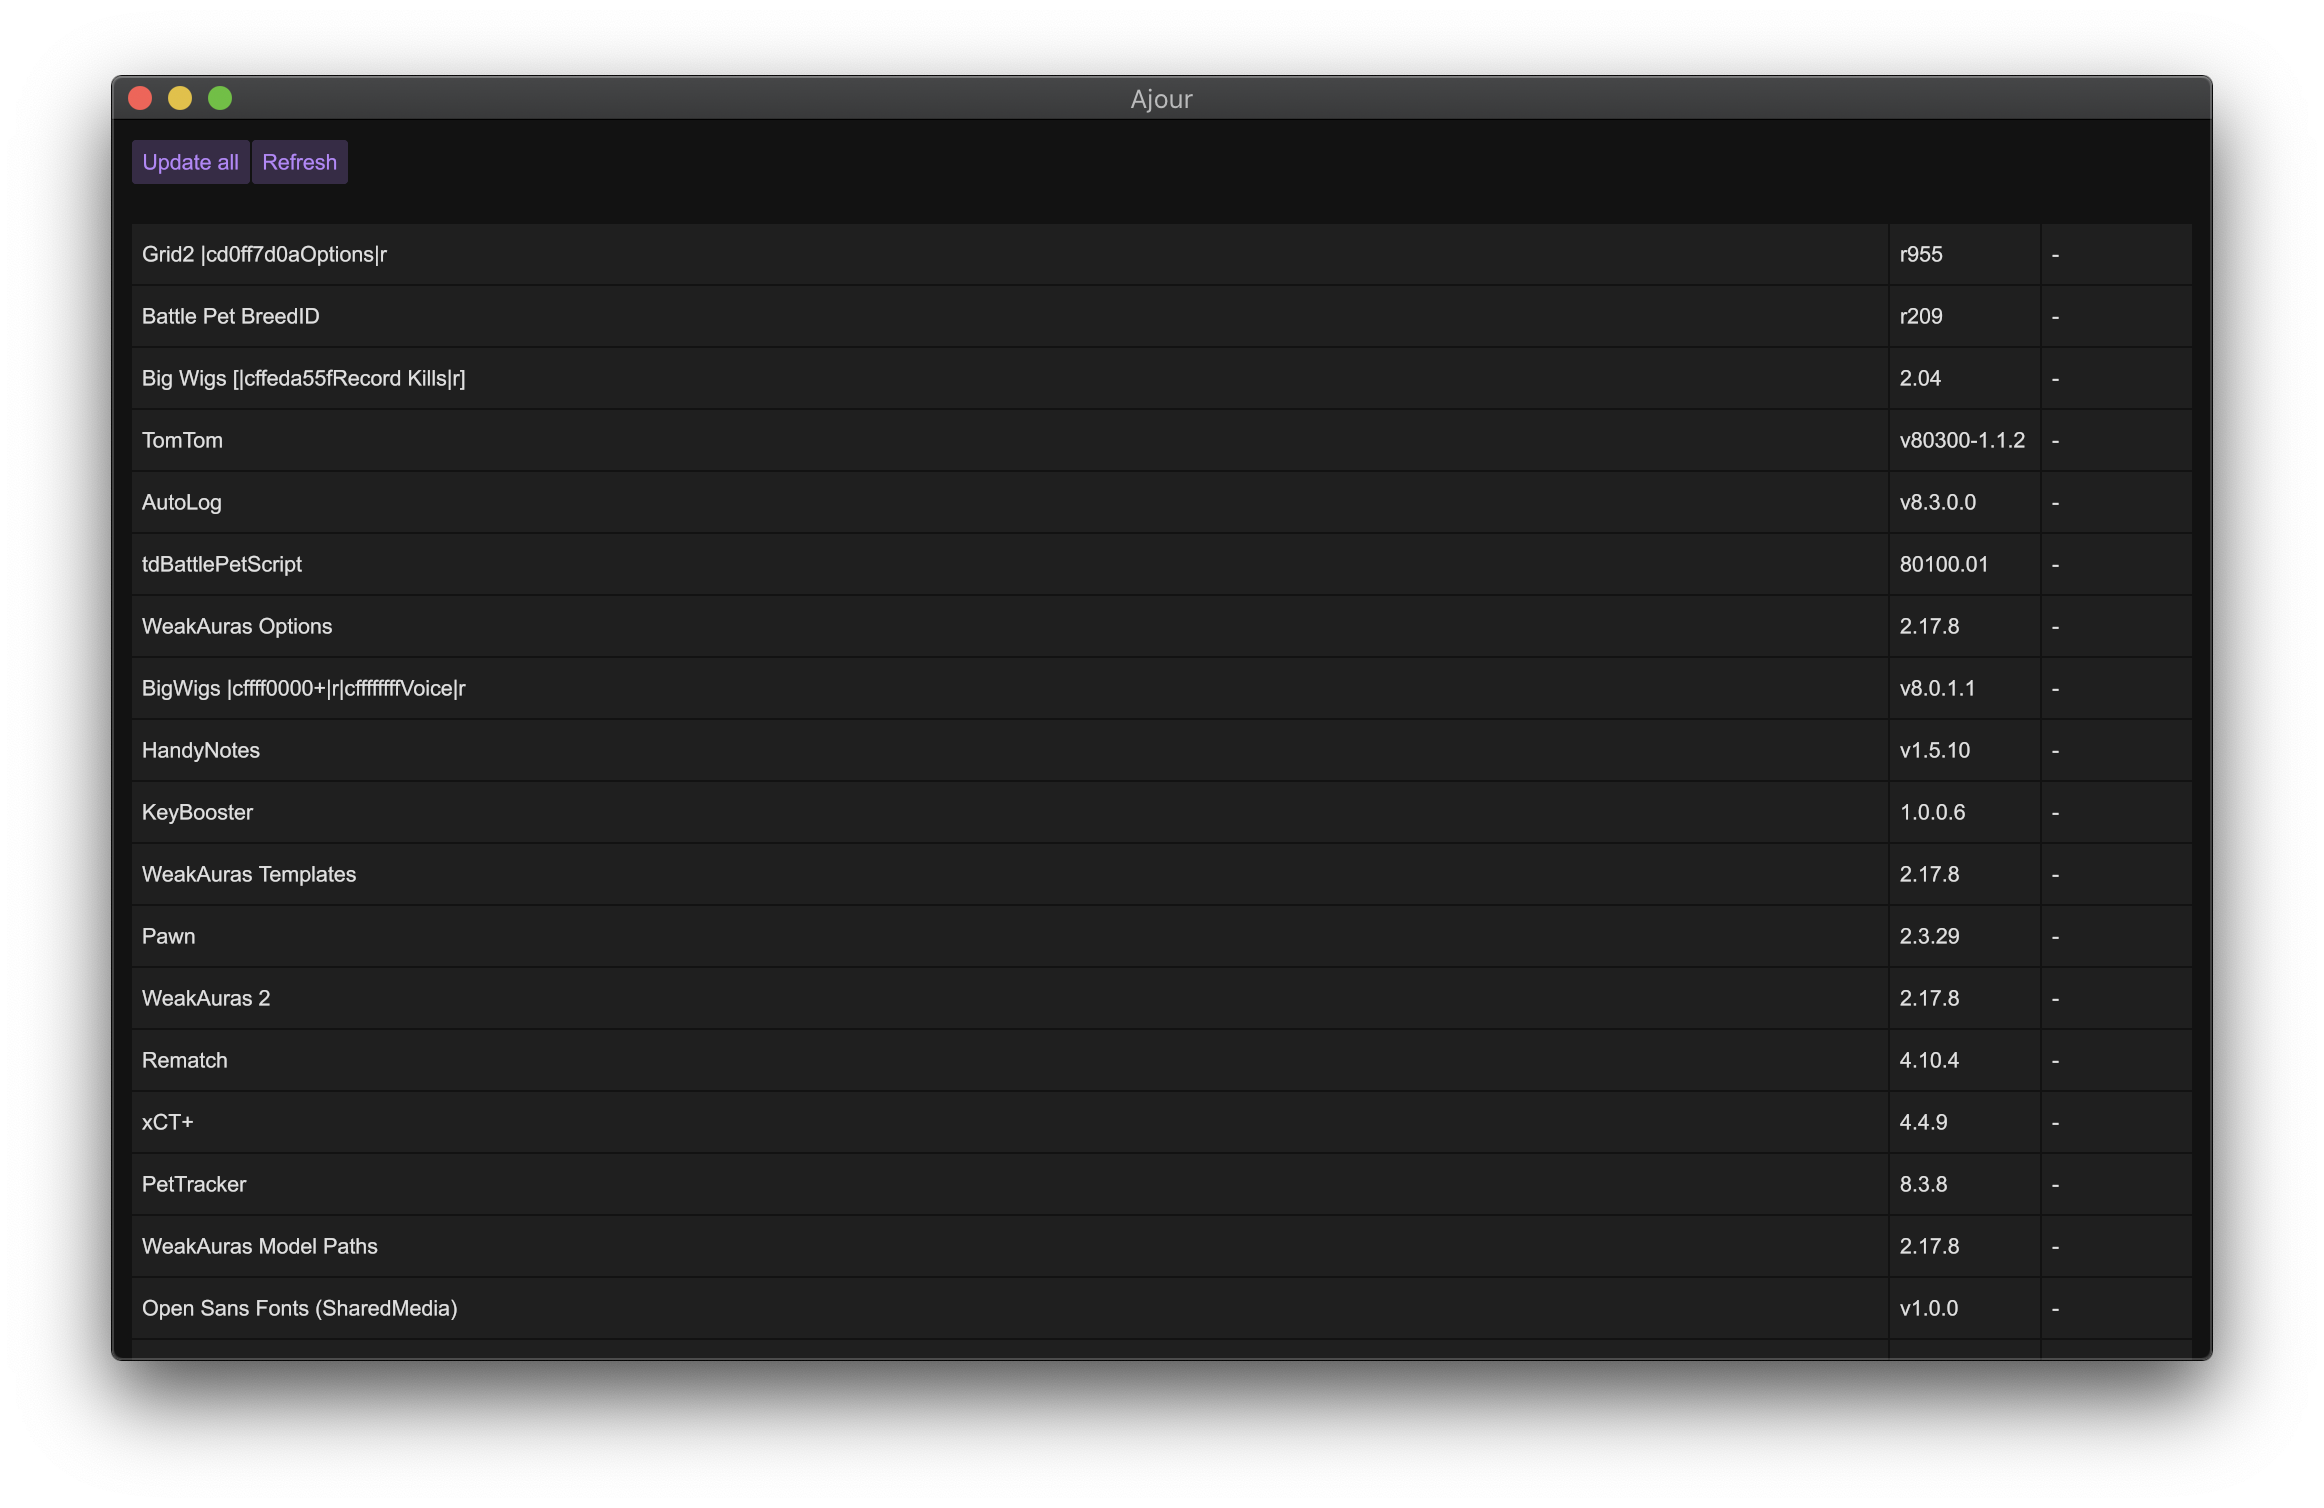 Ajour
Update all Refresh
Grid2 |cd0ff7d0aOptions|r r955 -
Battle Pet BreedID r209 -
Big Wigs [|cffeda55fRecord Kills|r] 2.04 -
TomTom v80300-1.1.2 -
AutoLog v8.3.0.0 -
tdBattlePetScript 80100.01 -
WeakAuras Options 2.17.8 -
BigWigs |cffff0000+|r|cffffffffVoice|r v8.0.1.1 -
HandyNotes v1.5.10 -
KeyBooster 1.0.0.6 -
WeakAuras Templates 2.17.8 -
Pawn 2.3.29 -
WeakAuras 2 2.17.8 -
Rematch 4.10.4 -
xCT+ 4.4.9 -
PetTracker 8.3.8 -
WeakAuras Model Paths 2.17.8 -
Open Sans Fonts (SharedMedia) v1.0.0 -